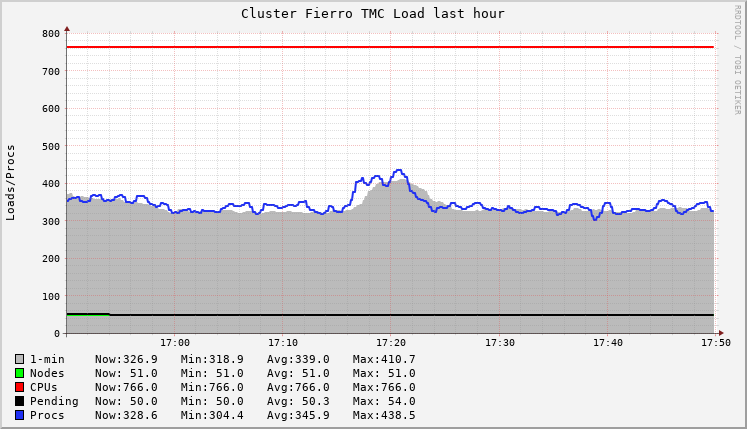 Cluster Fierro TMC Load last hour
RRDTOOL / TOBI OETIKER
Loads/Procs
800
700
600
500
400
300
200
100
0
17:00 17:10 17:20 17:30 17:40 17:50
1-min Now:326.9 Min:318.9 Avg:339.0 Max:410.7
Nodes Now: 51.0 Min: 51.0 Avg: 51.0 Max: 51.0
CPUs Now:766.0 Min:766.0 Avg:766.0 Max:766.0
Pending Now: 50.0 Min: 50.0 Avg: 50.3 Max: 54.0
Procs Now:328.6 Min:304.4 Avg:345.9 Max:438.5